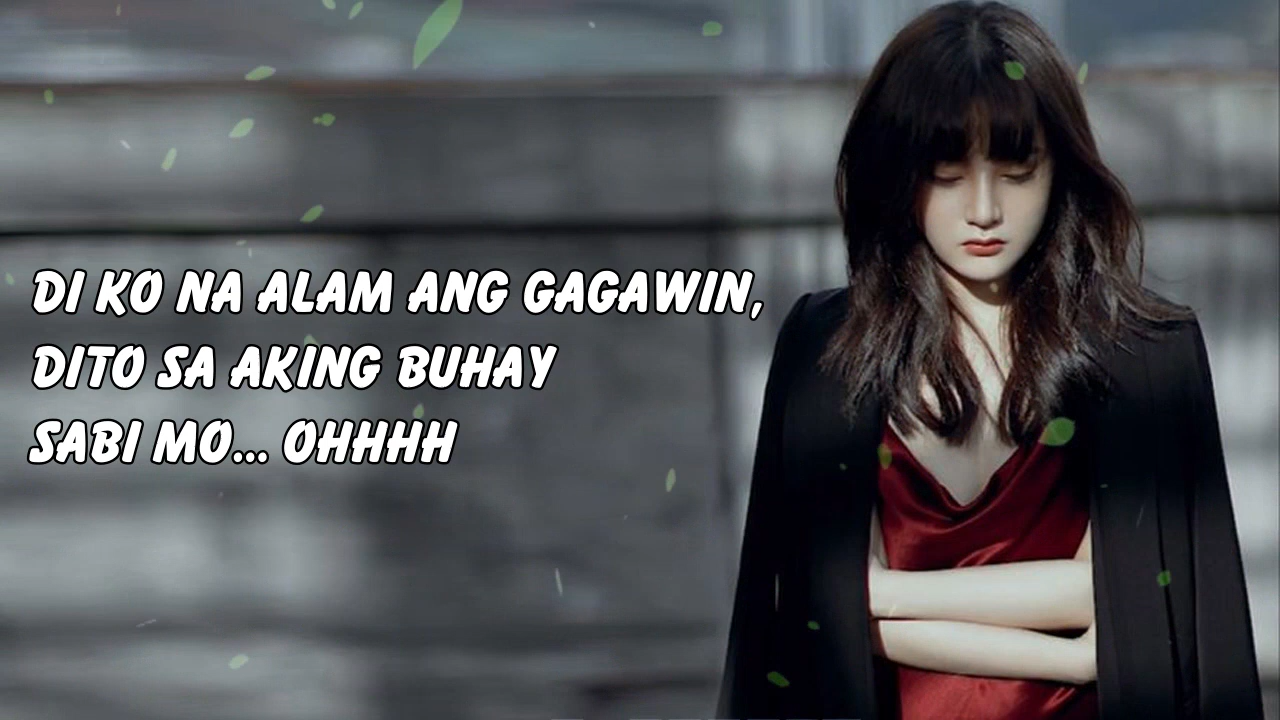 DI KO NA ALAM ANG GAGAWIN,
DITO SA AKING BUHAY
SABI MO... OHHHH